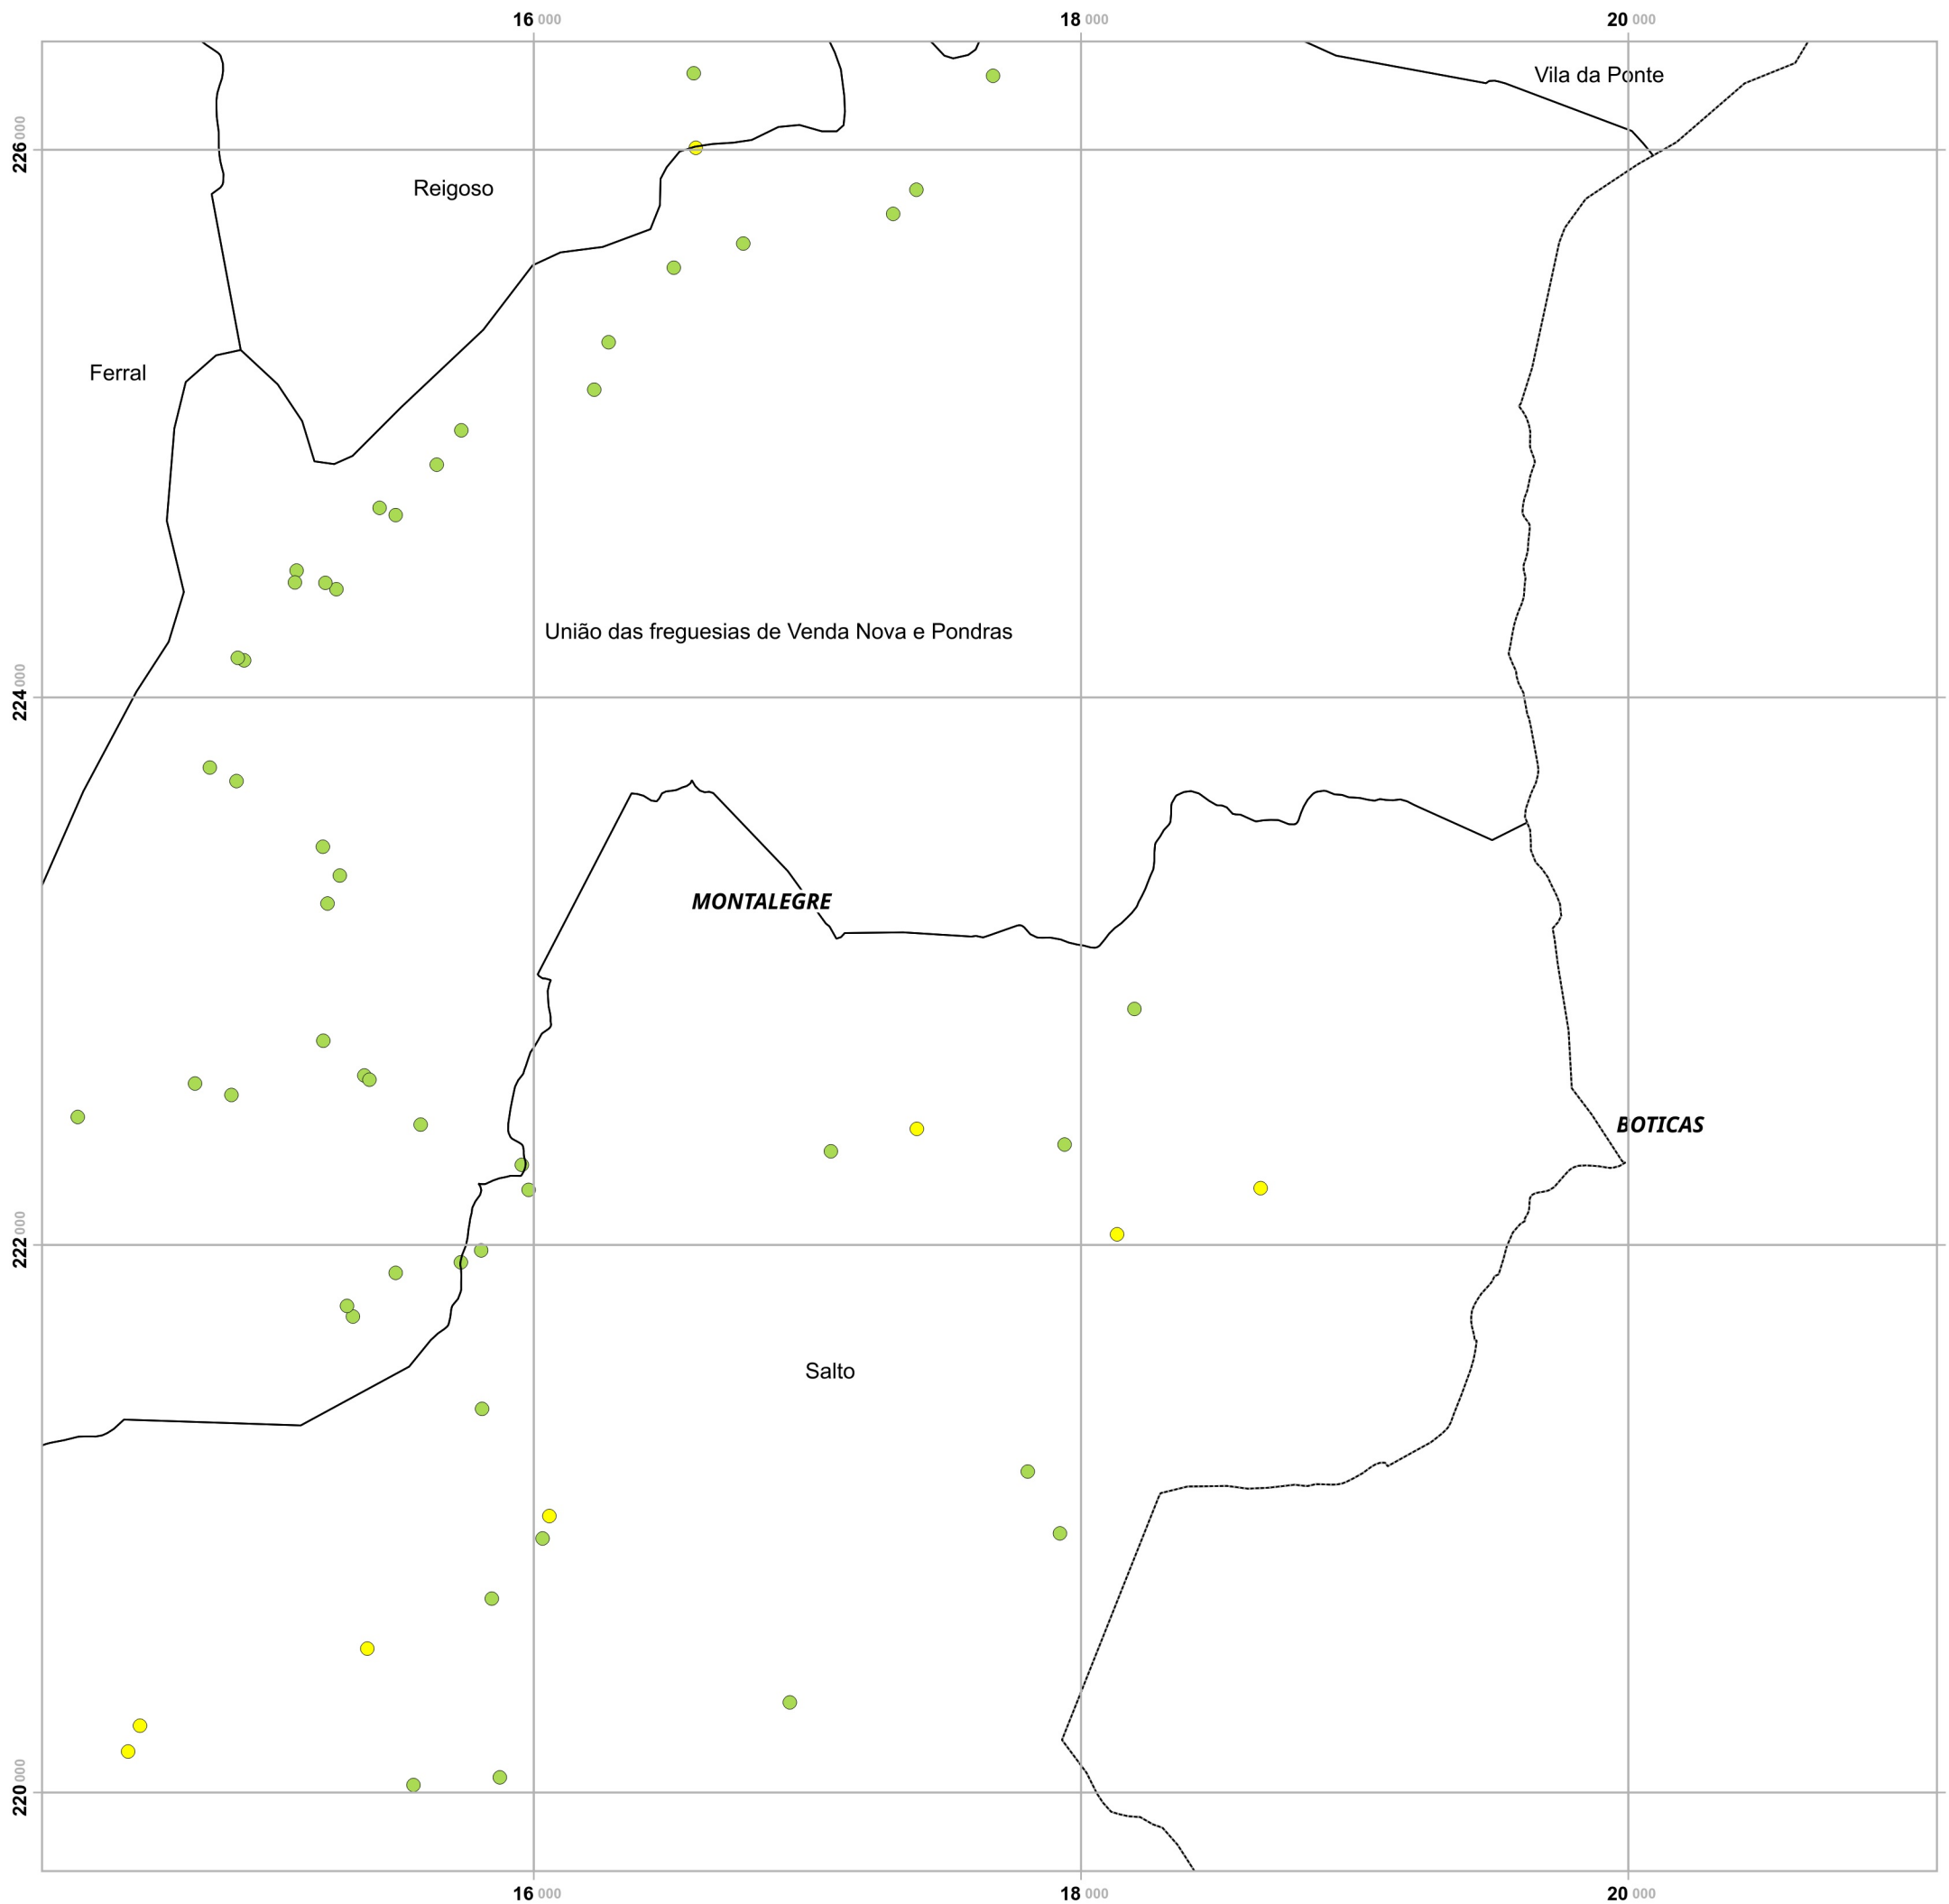 16 000 18 000 20 000
Vila da Ponte
226 000
Reigoso
Ferral
União das freguesias de Venda Nova e Pondras
224 000
MONTALEGRE
BOTICAS
222 000
Salto
220 000
16 000 18 000 20 000